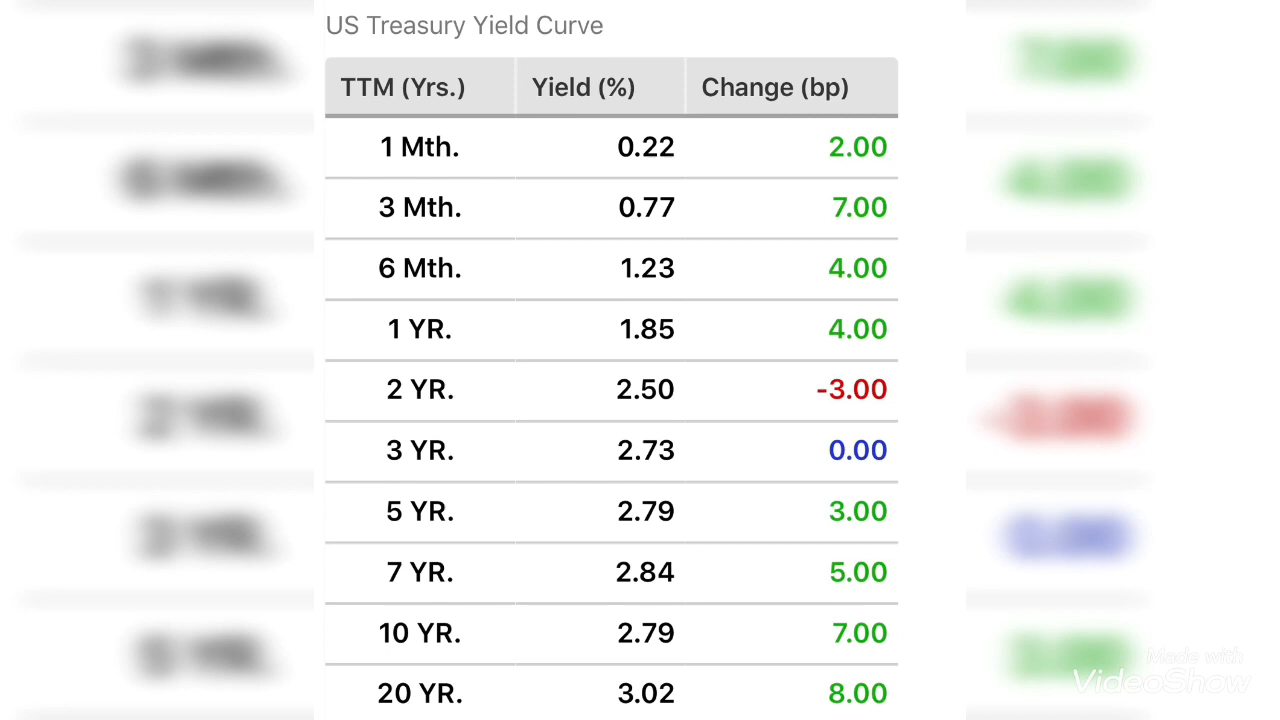 US Treasury Yield Curve
TTM (Yrs.) Yield (%) Change (bp)
1 Mth. 0.22 2.00
3 Mth. 0.77 7.00
6 Mth. 1.23 4.00
1 YR. 1.85 4.00
2 YR. 2.50 -3.00
3 YR. 2.73 0.00
5 YR. 2.79 3.00
7 YR. 2.84 5.00
10 YR. 2.79 7.00
20 YR. 3.02 8.00
Made with
VideoShow